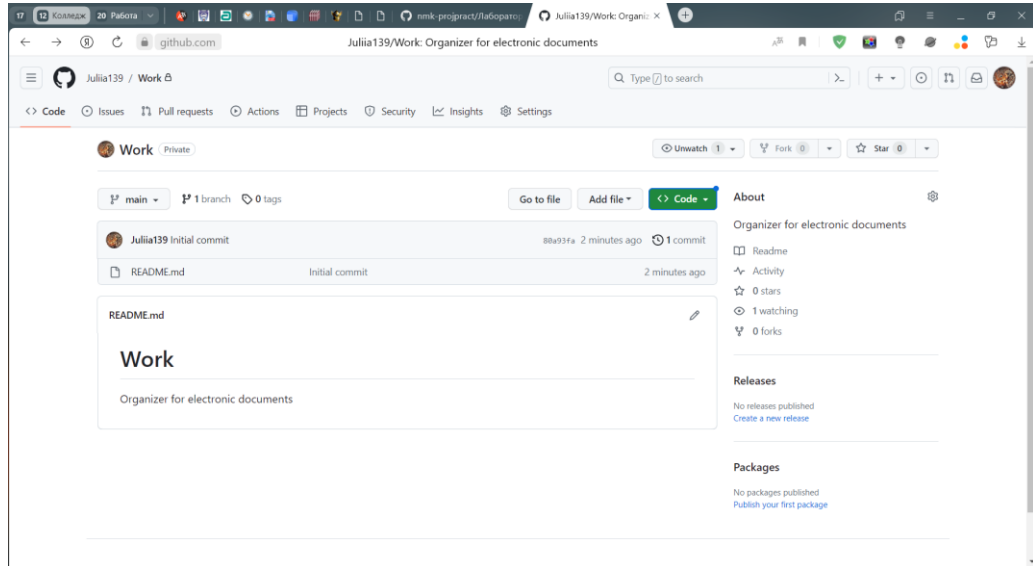 17 12 Колледж 20 Работа nmk-projpract//Лаборатор Juliia139/Work: Organiz
github.com Juliia139/Work: Organizer for electronic documents
Juliia139 / Work Type / to search
Code Issues Pull requests Actions Projects Security Insights Settings
Work Private Unwatch 1 Fork 0 Star 0
main 1 branch 0 tags Go to file Add file Code
Juliia139 Initial commit 80a93fa 2 minutes ago 1 commit
README.md Initial commit 2 minutes ago
README.md
Work
Organizer for electronic documents
About
Organizer for electronic documents
Readme
Activity
0 stars
1 watching
0 forks
Releases
No releases published
Create a new release
Packages
No packages published
Publish your first package